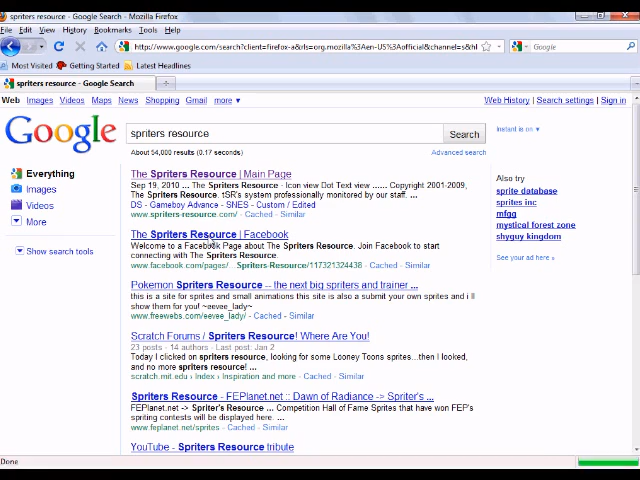 spriters resource - Google Search - Mozilla Firefox
File Edit View History Bookmarks Tools Help
http://www.google.com/search?client=firefox-a&rls=org.mozilla%3Aen-US%3Aofficial&channel=s&hl
Google
Most Visited Getting Started Latest Headlines
spriters resource - Google Search
Web Images Videos Maps News Shopping Gmail more ▼
Web History | Search settings | Sign in
Google
spriters resource
Search
Instant is on ▼
About 54,000 results (0.17 seconds)
Advanced search
Everything
Images
Videos
More
Show search tools
The Spriters Resource | Main Page
Sep 19, 2010 ... The Spriters Resource - Icon view Dot Text view ...... Copyright 2001-2009,
The Spriters Resource. tSR's system professionally monitored by our staff. ...
DS - Gameboy Advance - SNES - Custom / Edited
www.spriters-resource.com/ - Cached - Similar
The Spriters Resource | Facebook
Welcome to a Facebook Page about The Spriters Resource. Join Facebook to start
connecting with The Spriters Resource.
www.facebook.com/pages/...Spriters-Resource/117321324438 - Cached - Similar
Pokemon Spriters Resource -- the next big spriters and trainer ...
this is a site for sprites and small animations this site is also a submit your own sprites and i ll
show them for you! ~eevee_lady~
www.freewebs.com/eevee_lady/ - Cached - Similar
Scratch Forums / Spriters Resource! Where Are You!
23 posts - 14 authors - Last post: Jan 2
Today I clicked on spriters resource, looking for some Looney Toons sprites...then I looked,
and no more spriters resource! ...
scratch.mit.edu › Index › Inspiration and more - Cached - Similar
Spriters Resource - FEPlanet.net :: Dawn of Radiance -> Spriter's ...
FEPlanet.net -> Spriter's Resource ... Competition Hall of Fame Sprites that have won FEP's
spriting contests will be displayed here. ...
www.feplanet.net/sprites - Cached - Similar
YouTube - Spriters Resource tribute
Also try
sprite database
sprites inc
mfgg
mystical forest zone
shyguy kingdom
See your ad here »
Done